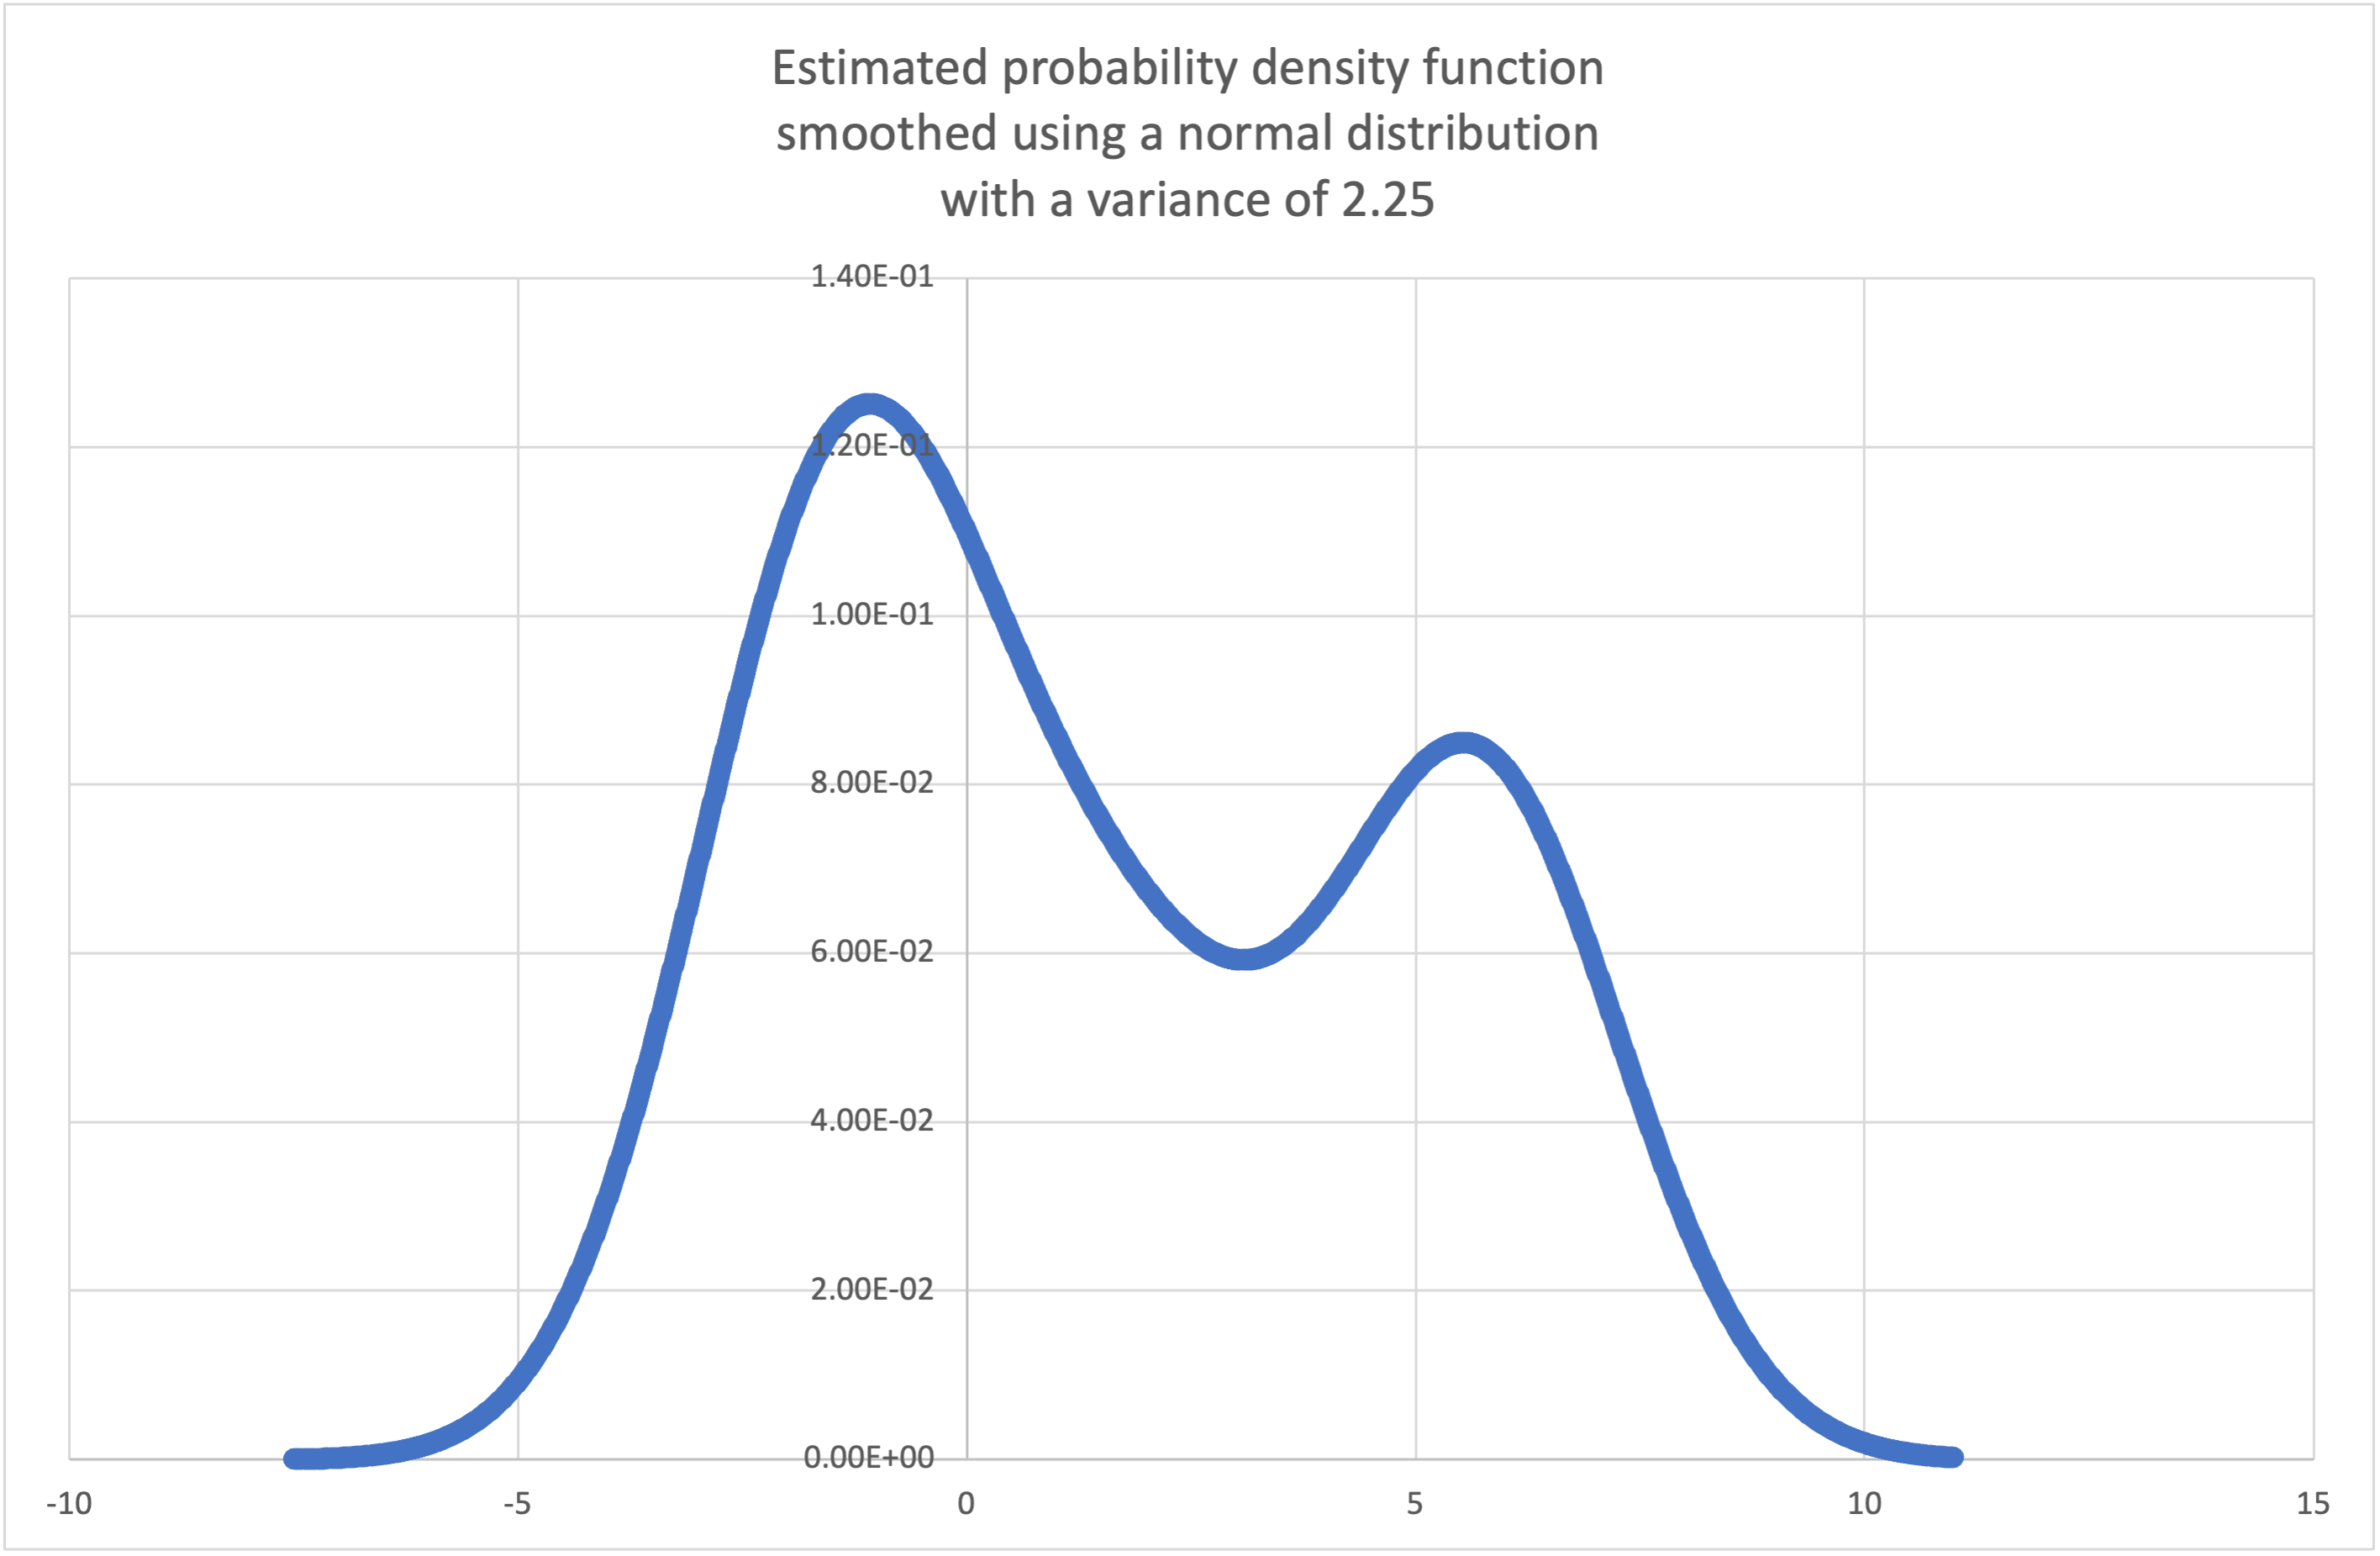 Estimated probability density function
smoothed using a normal distribution
with a variance of 2.25
1.40E-01
1.20E-01
1.00E-01
8.00E-02
6.00E-02
4.00E-02
2.00E-02
0.00E+00
-10 -5 0 5 10 15